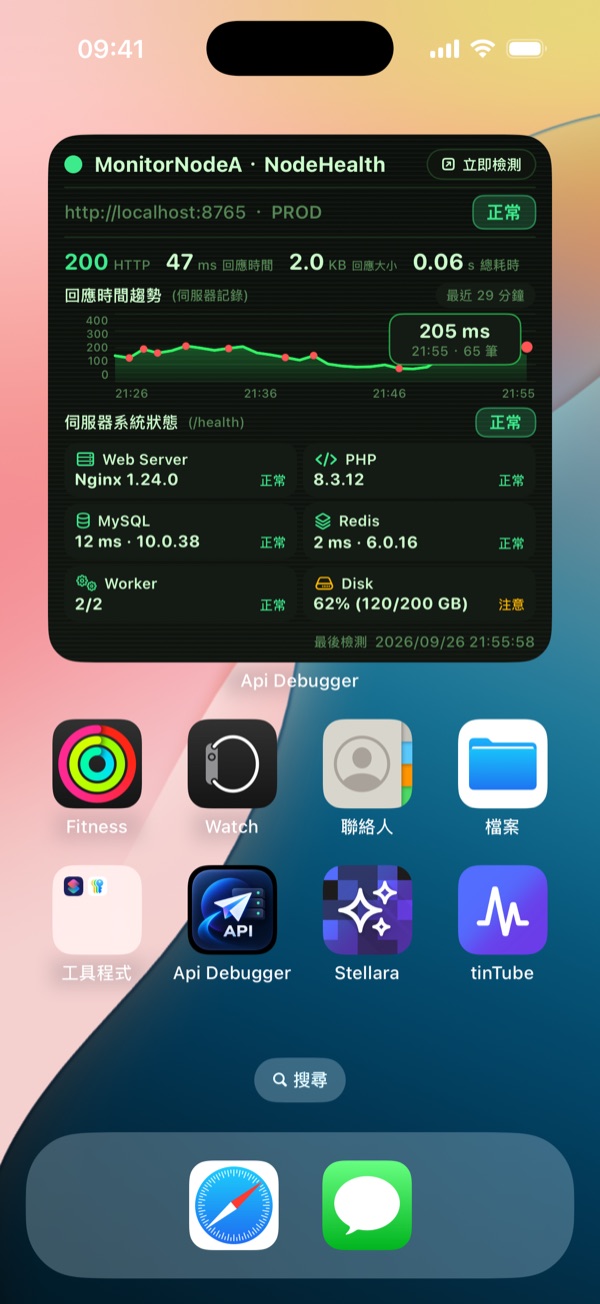 09:41
MonitorNodeA · NodeHealth
立即檢測
http://localhost:8765 · PROD
正常
200 HTTP 47 ms 回應時間 2.0 KB 回應大小 0.06 s 總耗時
回應時間趨勢 (伺服器記錄)
最近 29 分鐘
400
300
200
100
0
205 ms
21:55 · 65 筆
21:26 21:36 21:46 21:55
伺服器系統狀態 (/health)
正常
Web Server
Nginx 1.24.0 正常
PHP
8.3.12 正常
MySQL
12 ms · 10.0.38 正常
Redis
2 ms · 6.0.16 正常
Worker
2/2 正常
Disk
62% (120/200 GB) 注意
最後檢測 2026/09/26 21:55:58
Api Debugger
Fitness
Watch
聯絡人
檔案
API
工具程式
Api Debugger
Stellara
tinTube
搜尋